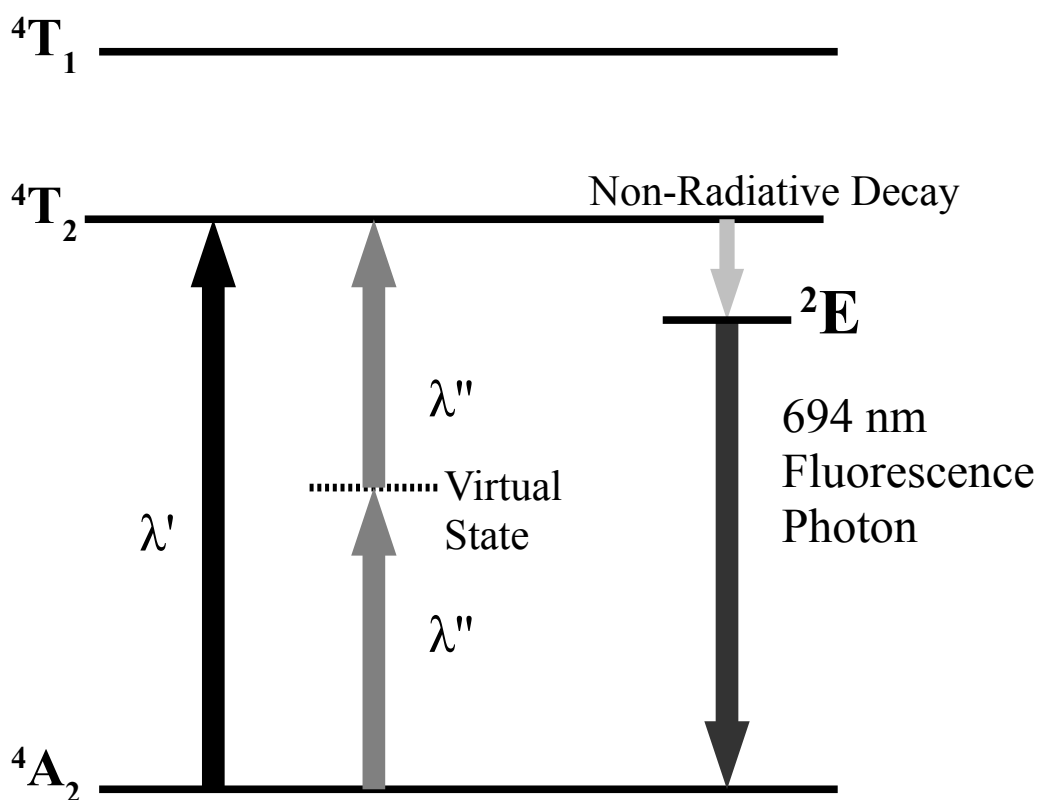 ⁴T₁
⁴T₂
Non-Radiative Decay
²E
λ''
694 nm
Fluorescence
Photon
Virtual
State
λ'
λ''
⁴A₂